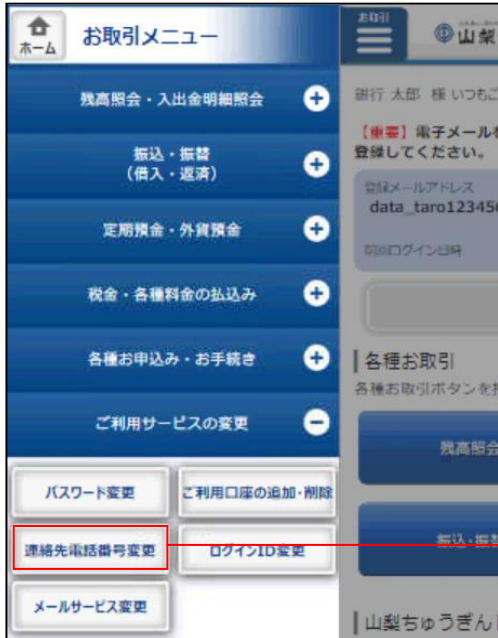 ホーム
お取引メニュー
残高照会・入出金明細照会
振込・振替
(借入・返済)
定期預金・外貨預金
税金・各種料金の払込み
各種お申込み・お手続き
ご利用サービスの変更
パスワード変更
ご利用口座の追加・削除
連絡先電話番号変更
ログインID変更
メールサービス変更
お取引
山梨
銀行 太郎 様 いつもご
【重要】電子メールを
登録してください。
登録メールアドレス
data_taro123456
前回ログイン日時
各種お取引
各種お取引ボタンを押
残高照会
振込・振替
山梨ちゅうぎん